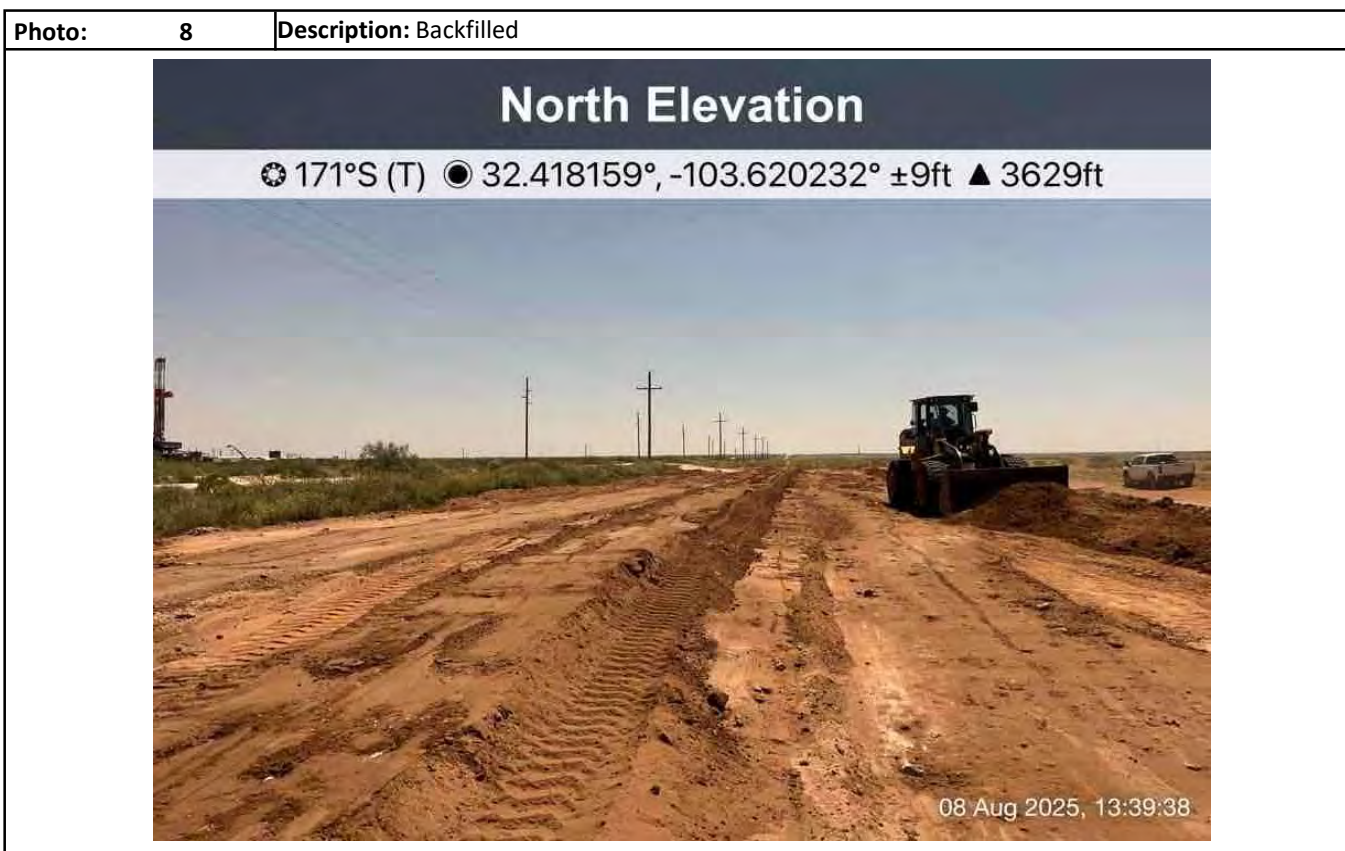 Photo: 8 Description: Backfilled
North Elevation
171°S (T) 32.418159°, -103.620232° ±9ft ▲ 3629ft
08 Aug 2025, 13:39:38